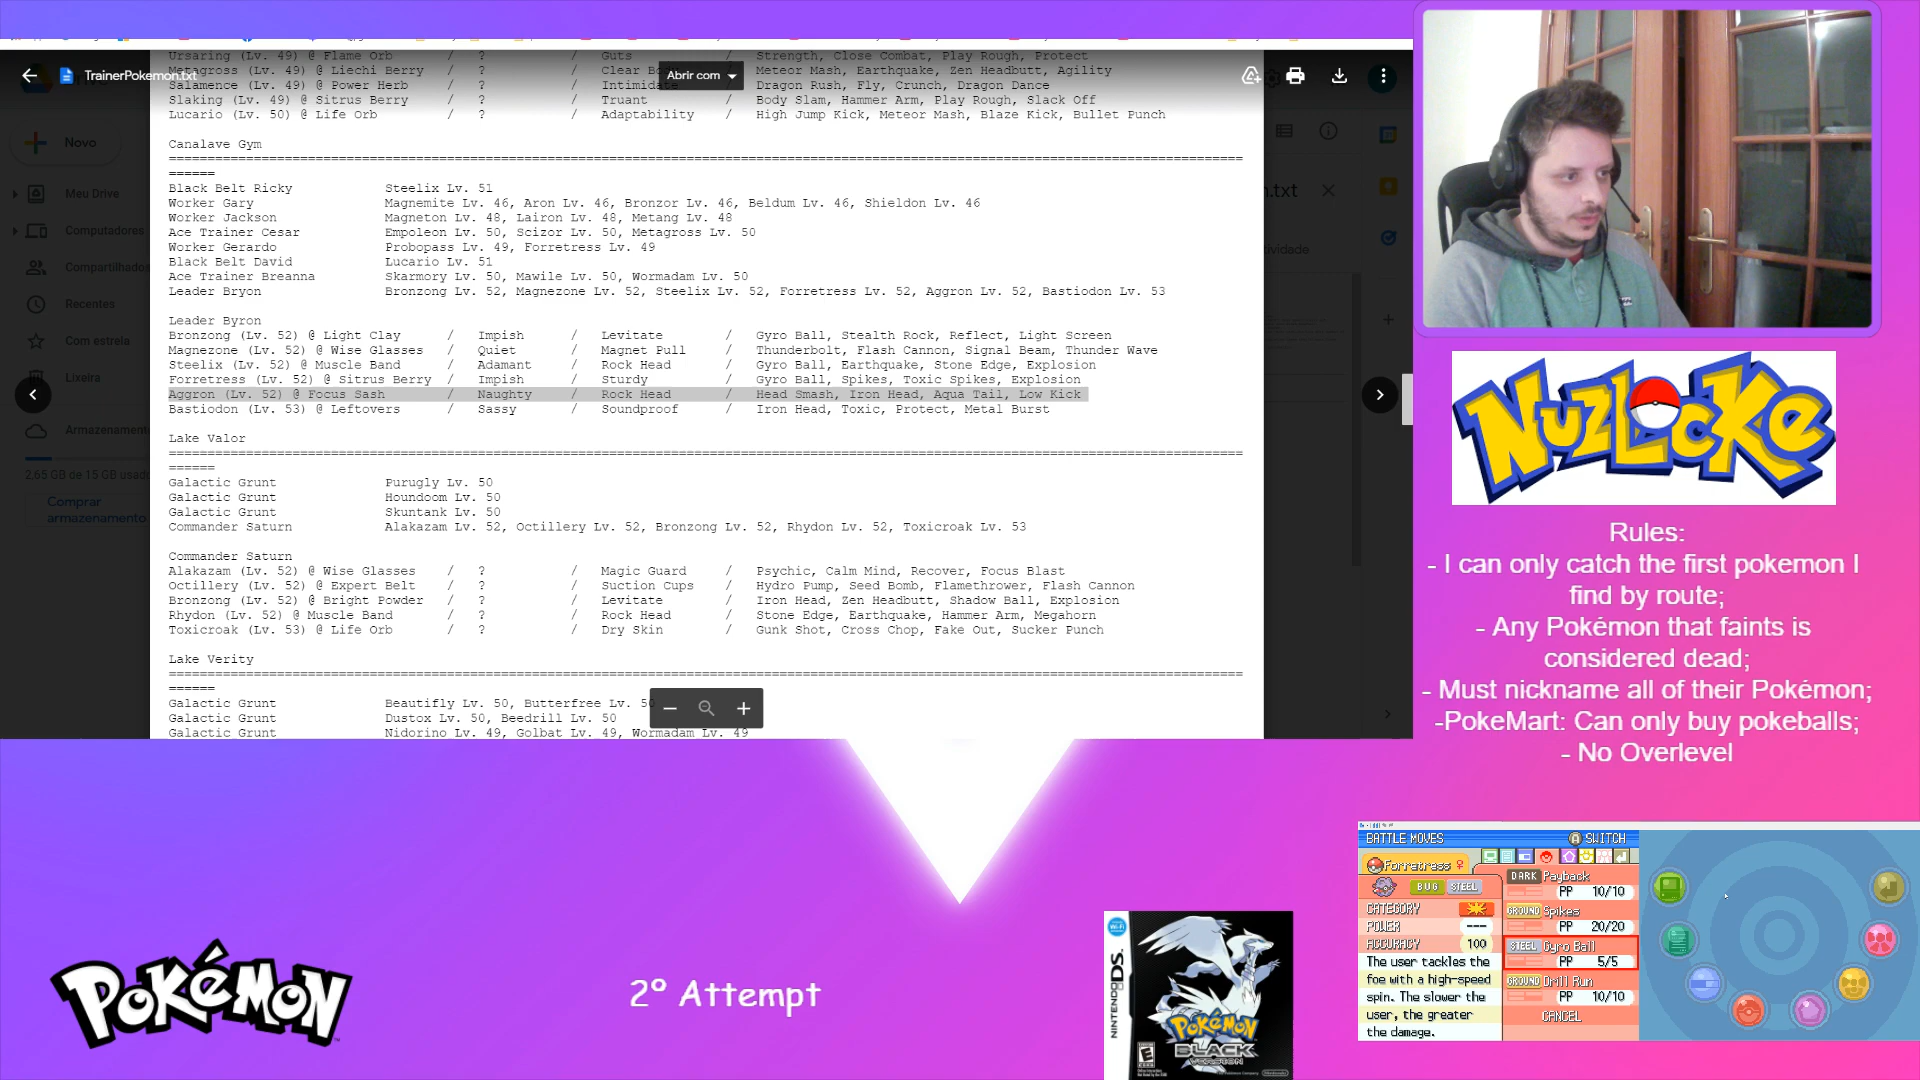 TrainerPokemon.txt
Abrir com
Novo
Meu Drive
Computadores
Compartilhados
Recentes
Com estrela
Lixeira
Armazenamento
2,65 GB de 15 GB usado
Comprar
armazenamento
Ursaring (Lv. 49) @ Flame Orb / ? / Guts / Strength, Close Combat, Play Rough, Protect
Metagross (Lv. 49) @ Liechi Berry / ? / Clear Body / Meteor Mash, Earthquake, Zen Headbutt, Agility
Salamence (Lv. 49) @ Power Herb / ? / Intimidate / Dragon Rush, Fly, Crunch, Dragon Dance
Slaking (Lv. 49) @ Sitrus Berry / ? / Truant / Body Slam, Hammer Arm, Play Rough, Slack Off
Lucario (Lv. 50) @ Life Orb / ? / Adaptability / High Jump Kick, Meteor Mash, Blaze Kick, Bullet Punch
Canalave Gym
======
Black Belt Ricky Steelix Lv. 51
Worker Gary Magnemite Lv. 46, Aron Lv. 46, Bronzor Lv. 46, Beldum Lv. 46, Shieldon Lv. 46
Worker Jackson Magneton Lv. 48, Lairon Lv. 48, Metang Lv. 48
Ace Trainer Cesar Empoleon Lv. 50, Scizor Lv. 50, Metagross Lv. 50
Worker Gerardo Probopass Lv. 49, Forretress Lv. 49
Black Belt David Lucario Lv. 51
Ace Trainer Breanna Skarmory Lv. 50, Mawile Lv. 50, Wormadam Lv. 50
Leader Bryon Bronzong Lv. 52, Magnezone Lv. 52, Steelix Lv. 52, Forretress Lv. 52, Aggron Lv. 52, Bastiodon Lv. 53
Leader Byron
Bronzong (Lv. 52) @ Light Clay / Impish / Levitate / Gyro Ball, Stealth Rock, Reflect, Light Screen
Magnezone (Lv. 52) @ Wise Glasses / Quiet / Magnet Pull / Thunderbolt, Flash Cannon, Signal Beam, Thunder Wave
Steelix (Lv. 52) @ Muscle Band / Adamant / Rock Head / Gyro Ball, Earthquake, Stone Edge, Explosion
Forretress (Lv. 52) @ Sitrus Berry / Impish / Sturdy / Gyro Ball, Spikes, Toxic Spikes, Explosion
Aggron (Lv. 52) @ Focus Sash / Naughty / Rock Head / Head Smash, Iron Head, Aqua Tail, Low Kick
Bastiodon (Lv. 53) @ Leftovers / Sassy / Soundproof / Iron Head, Toxic, Protect, Metal Burst
Lake Valor
======
Galactic Grunt Purugly Lv. 50
Galactic Grunt Houndoom Lv. 50
Galactic Grunt Skuntank Lv. 50
Commander Saturn Alakazam Lv. 52, Octillery Lv. 52, Bronzong Lv. 52, Rhydon Lv. 52, Toxicroak Lv. 53
Commander Saturn
Alakazam (Lv. 52) @ Wise Glasses / ? / Magic Guard / Psychic, Calm Mind, Recover, Focus Blast
Octillery (Lv. 52) @ Expert Belt / ? / Suction Cups / Hydro Pump, Seed Bomb, Flamethrower, Flash Cannon
Bronzong (Lv. 52) @ Bright Powder / ? / Levitate / Iron Head, Zen Headbutt, Shadow Ball, Explosion
Rhydon (Lv. 52) @ Muscle Band / ? / Rock Head / Stone Edge, Earthquake, Hammer Arm, Megahorn
Toxicroak (Lv. 53) @ Life Orb / ? / Dry Skin / Gunk Shot, Cross Chop, Fake Out, Sucker Punch
Lake Verity
======
Galactic Grunt Beautifly Lv. 50, Butterfree Lv. 50
Galactic Grunt Dustox Lv. 50, Beedrill Lv. 50
Galactic Grunt Nidorino Lv. 49, Golbat Lv. 49, Wormadam Lv. 49
n.txt
ividade
NUZLOCKE
Rules:
- I can only catch the first pokemon I
find by route;
- Any Pokémon that faints is
considered dead;
- Must nickname all of their Pokémon;
-PokeMart: Can only buy pokeballs;
- No Overlevel
POKéMON
2º Attempt
NINTENDO DS
Wi-Fi
POKéMON
BLACK
VERSION
E
BATTLE MOVES
A SWITCH
Forretress ♀
BUG STEEL
CATEGORY
POWER ---
ACCURACY 100
The user tackles the
foe with a high-speed
spin. The slower the
user, the greater
the damage.
DARK Payback
PP 10/10
GROUND Spikes
PP 20/20
STEEL Gyro Ball
PP 5/5
GROUND Drill Run
PP 10/10
CANCEL